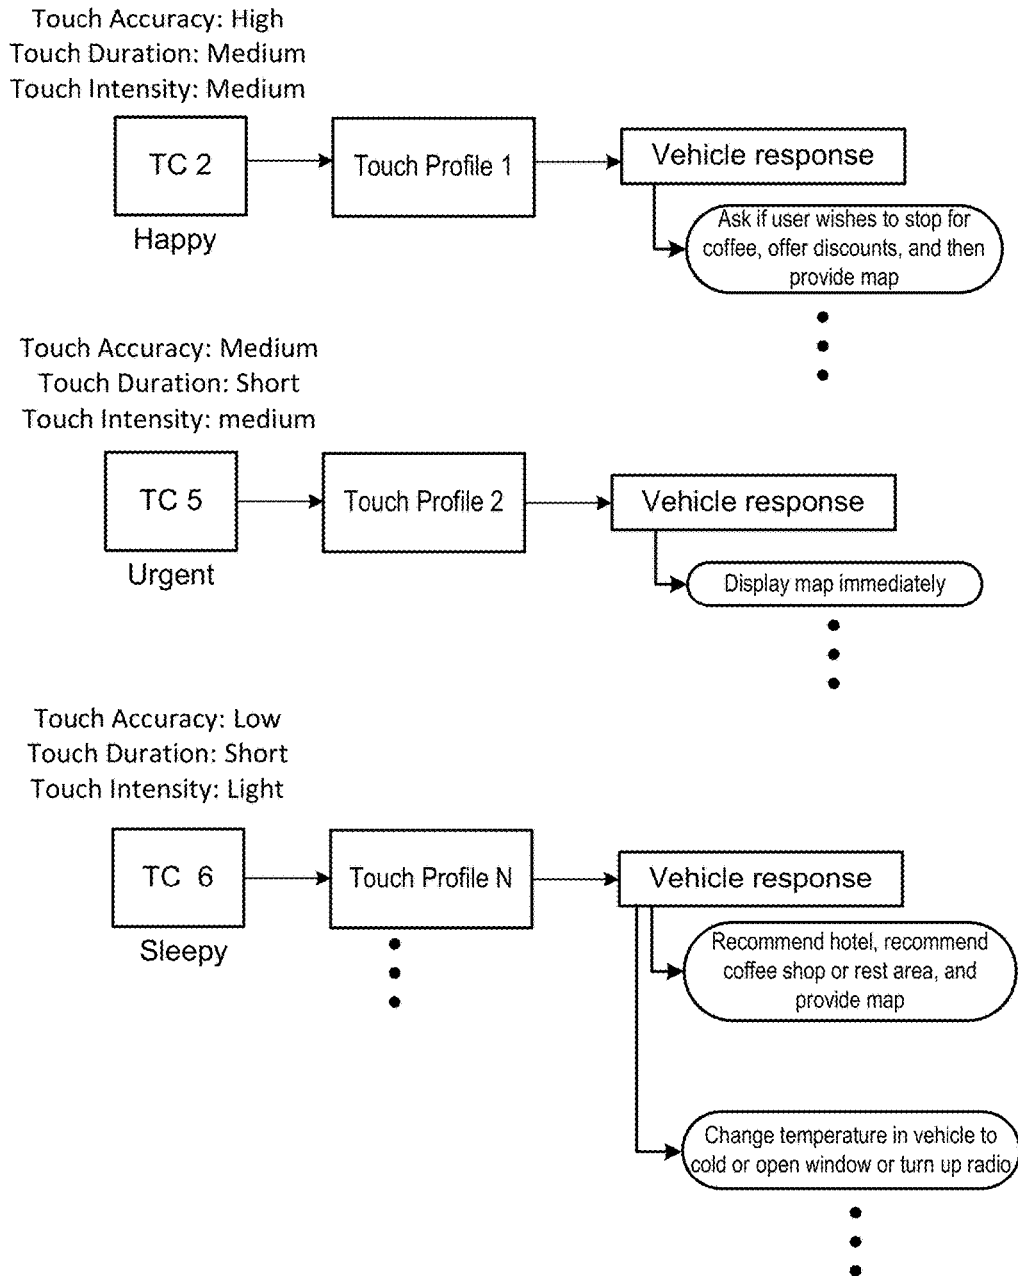 Touch Accuracy: High
Touch Duration: Medium
Touch Intensity: Medium
TC 2
Happy
Touch Profile 1
Vehicle response
Ask if user wishes to stop for
coffee, offer discounts, and then
provide map
Touch Accuracy: Medium
Touch Duration: Short
Touch Intensity: medium
TC 5
Urgent
Touch Profile 2
Vehicle response
Display map immediately
Touch Accuracy: Low
Touch Duration: Short
Touch Intensity: Light
TC 6
Sleepy
Touch Profile N
Vehicle response
Recommend hotel, recommend
coffee shop or rest area, and
provide map
Change temperature in vehicle to
cold or open window or turn up radio